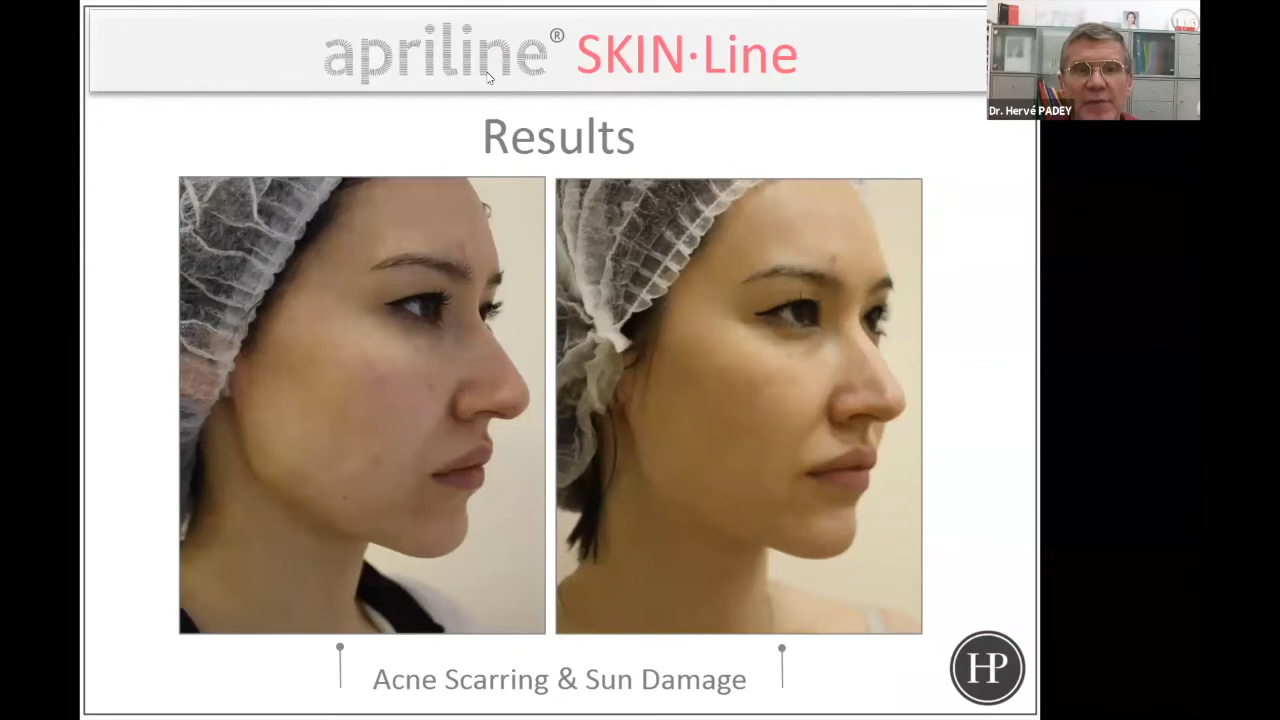 apriline® SKIN·Line
Dr. Hervé PADEY
Results
Acne Scarring & Sun Damage
HP